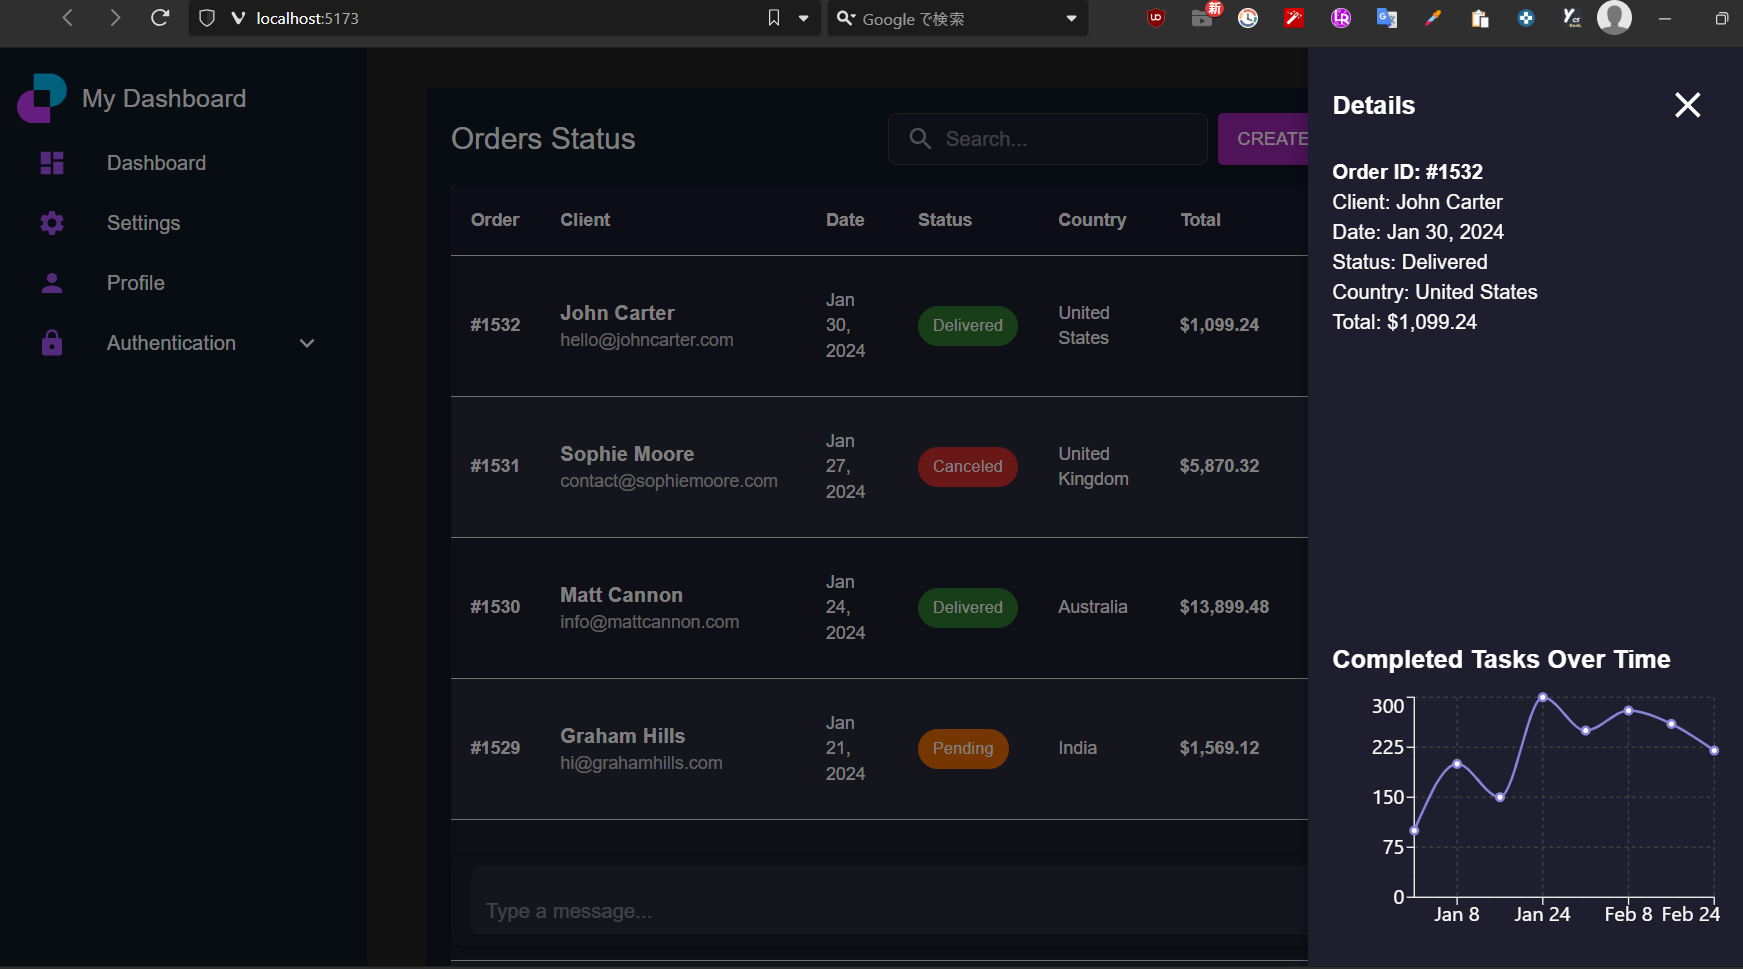 localhost:5173
Google で検索
新
My Dashboard
Dashboard
Settings
Profile
Authentication
Orders Status
Search...
CREATE
Order Client Date Status Country Total
#1532
John Carter
hello@johncarter.com
Jan
30,
2024
Delivered
United
States
$1,099.24
#1531
Sophie Moore
contact@sophiemoore.com
Jan
27,
2024
Canceled
United
Kingdom
$5,870.32
#1530
Matt Cannon
info@mattcannon.com
Jan
24,
2024
Delivered
Australia
$13,899.48
#1529
Graham Hills
hi@grahamhills.com
Jan
21,
2024
Pending
India
$1,569.12
Type a message...
Details
Order ID: #1532
Client: John Carter
Date: Jan 30, 2024
Status: Delivered
Country: United States
Total: $1,099.24
Completed Tasks Over Time
300
225
150
75
0
Jan 8 Jan 24 Feb 8 Feb 24